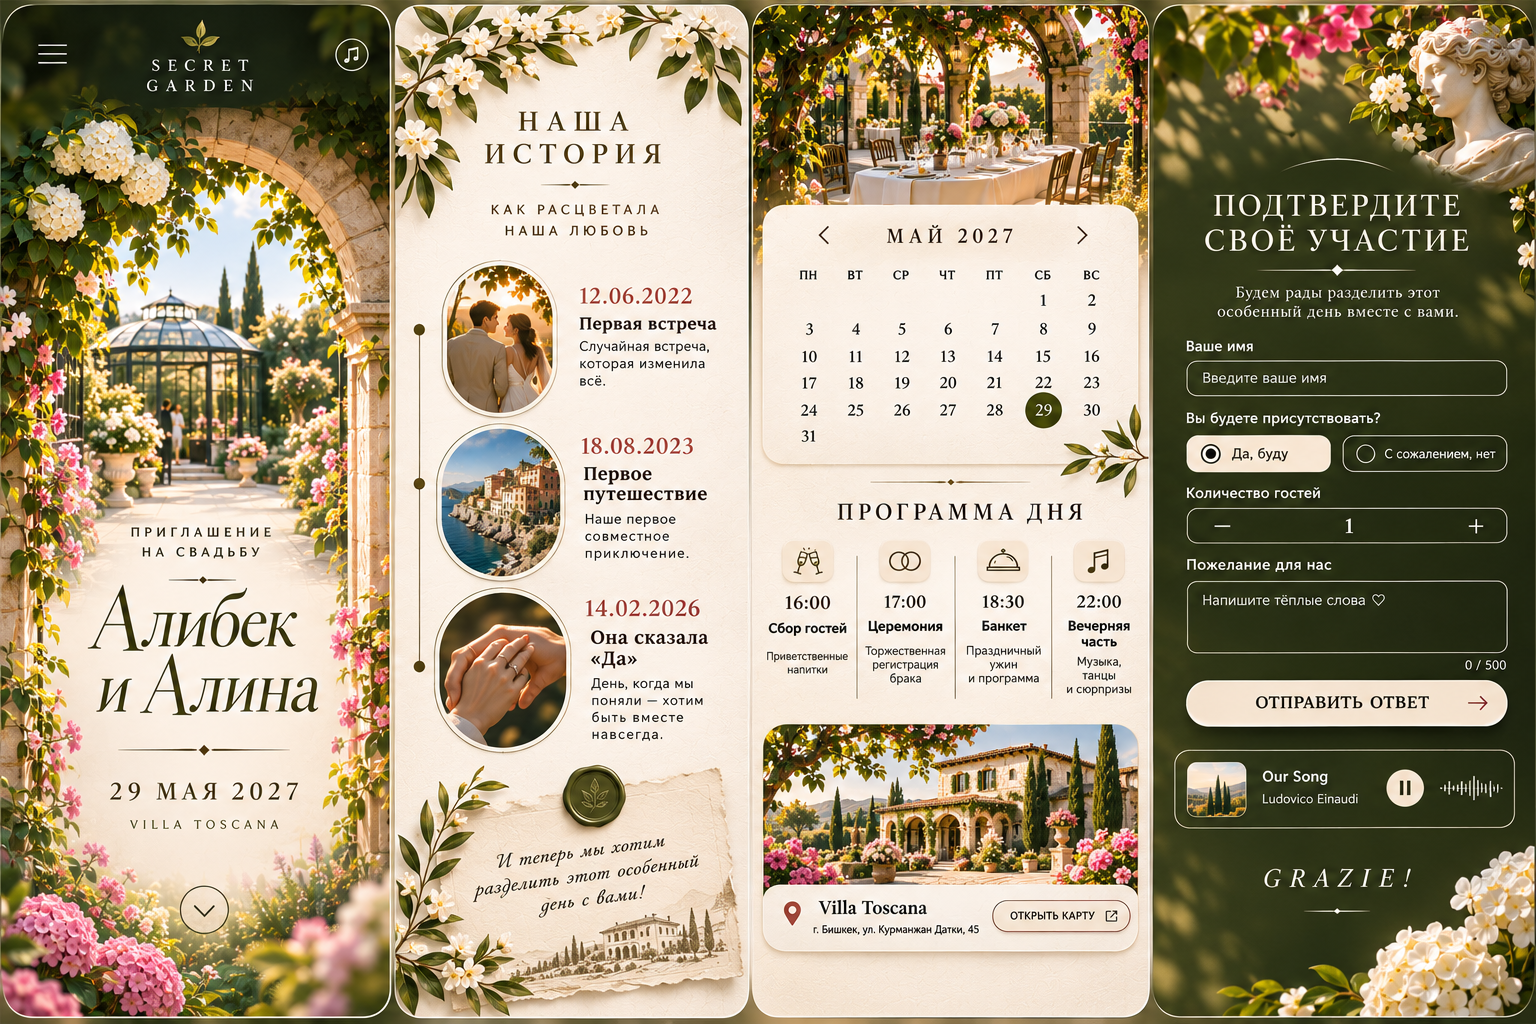 SECRET
GARDEN
ПРИГЛАШЕНИЕ
НА СВАДЬБУ
Алибек
и Алина
29 МАЯ 2027
VILLA TOSCANA
НАША
ИСТОРИЯ
КАК РАСЦВЕТАЛА
НАША ЛЮБОВЬ
12.06.2022
Первая встреча
Случайная встреча,
которая изменила
всё.
18.08.2023
Первое
путешествие
Наше первое
совместное
приключение.
14.02.2026
Она сказала
«Да»
День, когда мы
поняли — хотим
быть вместе
навсегда.
И теперь мы хотим
разделить этот особенный
день с вами!
МАЙ 2027
ПН ВТ СР ЧТ ПТ СБ ВС
1 2
3 4 5 6 7 8 9
10 11 12 13 14 15 16
17 18 19 20 21 22 23
24 25 26 27 28 29 30
31
ПРОГРАММА ДНЯ
16:00
Сбор гостей
Приветственные
напитки
17:00
Церемония
Торжественная
регистрация
брака
18:30
Банкет
Праздничный
ужин
и программа
22:00
Вечерняя
часть
Музыка,
танцы
и сюрпризы
Villa Toscana
г. Бишкек, ул. Курманжан Датки, 45
ОТКРЫТЬ КАРТУ
ПОДТВЕРДИТЕ
СВОЁ УЧАСТИЕ
Будем рады разделить этот
особенный день вместе с вами.
Ваше имя
Введите ваше имя
Вы будете присутствовать?
Да, буду
С сожалением, нет
Количество гостей
− 1 +
Пожелание для нас
Напишите тёплые слова ♡
0 / 500
ОТПРАВИТЬ ОТВЕТ →
Our Song
Ludovico Einaudi
GRAZIE!